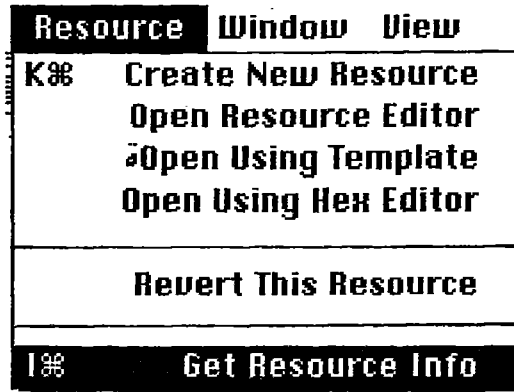 Resource Window View
K⌘ Create New Resource
Open Resource Editor
Open Using Template
Open Using Hex Editor
Revert This Resource
I⌘ Get Resource Info